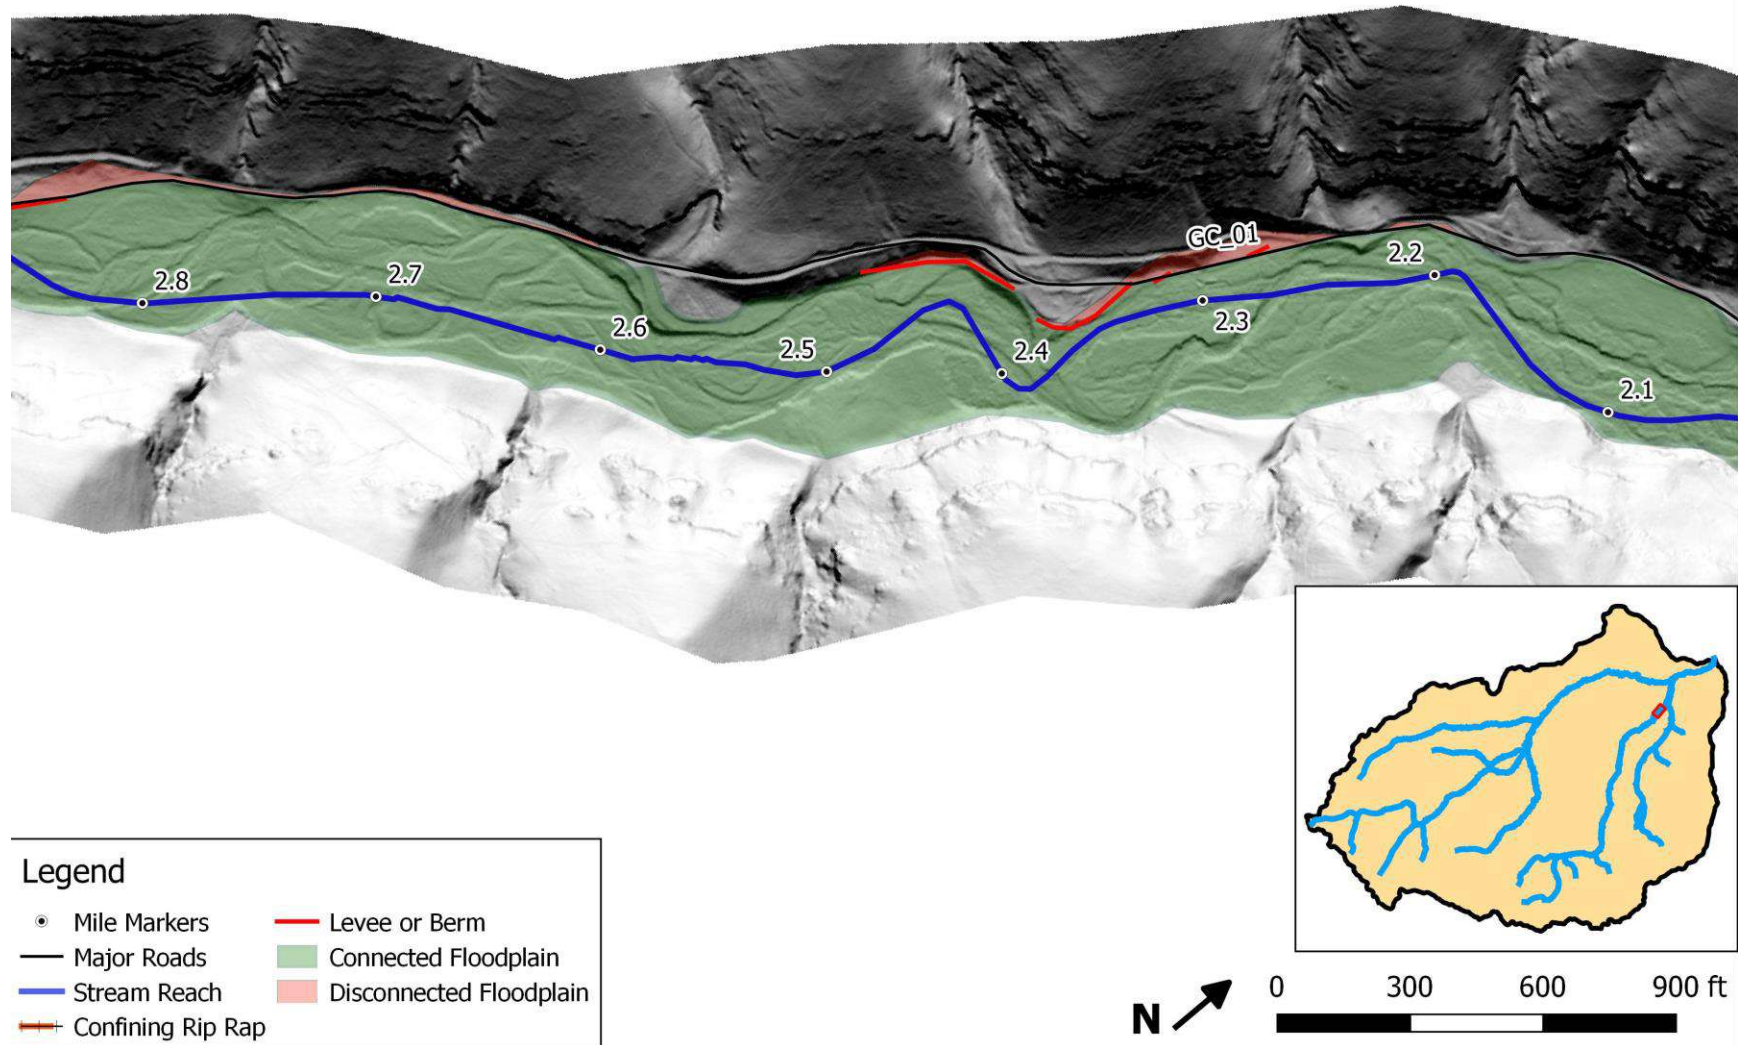 GC_01
2.2
2.8
2.7
2.3
2.6
2.5
2.4
2.1
Legend
Mile Markers
Major Roads
Stream Reach
Confining Rip Rap
Levee or Berm
Connected Floodplain
Disconnected Floodplain
N
0 300 600 900 ft